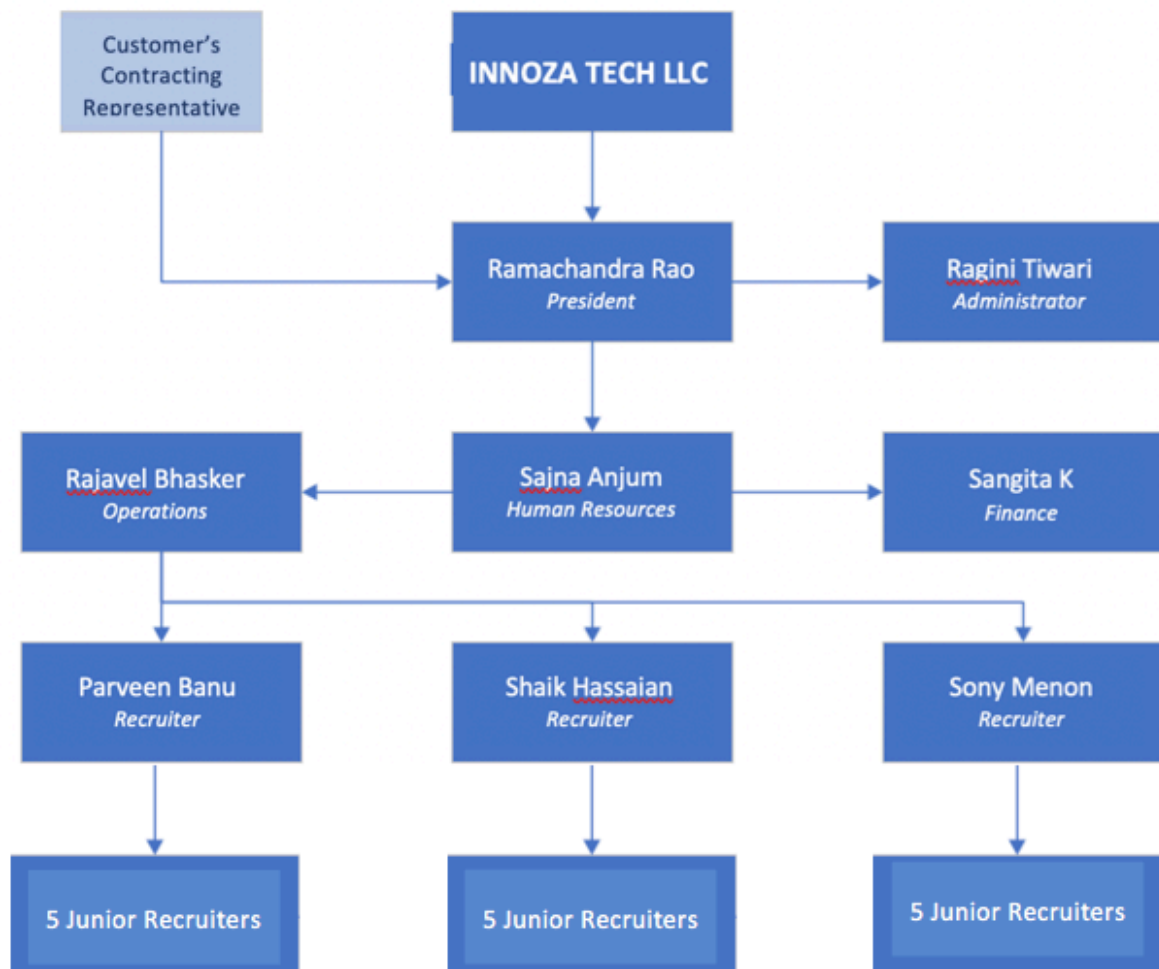 Customer's
Contracting
Representative
INNOZA TECH LLC
Ramachandra Rao
President
Ragini Tiwari
Administrator
Rajavel Bhasker
Operations
Sajna Anjum
Human Resources
Sangita K
Finance
Parveen Banu
Recruiter
Shaik Hassaian
Recruiter
Sony Menon
Recruiter
5 Junior Recruiters
5 Junior Recruiters
5 Junior Recruiters